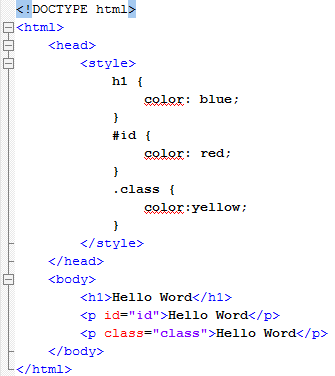 <!DOCTYPE html>
<html>
<head>
<style>
h1 {
color: blue;
}
#id {
color: red;
}
.class {
color:yellow;
}
</style>
</head>
<body>
<h1>Hello Word</h1>
<p id="id">Hello Word</p>
<p class="class">Hello Word</p>
</body>
</html>